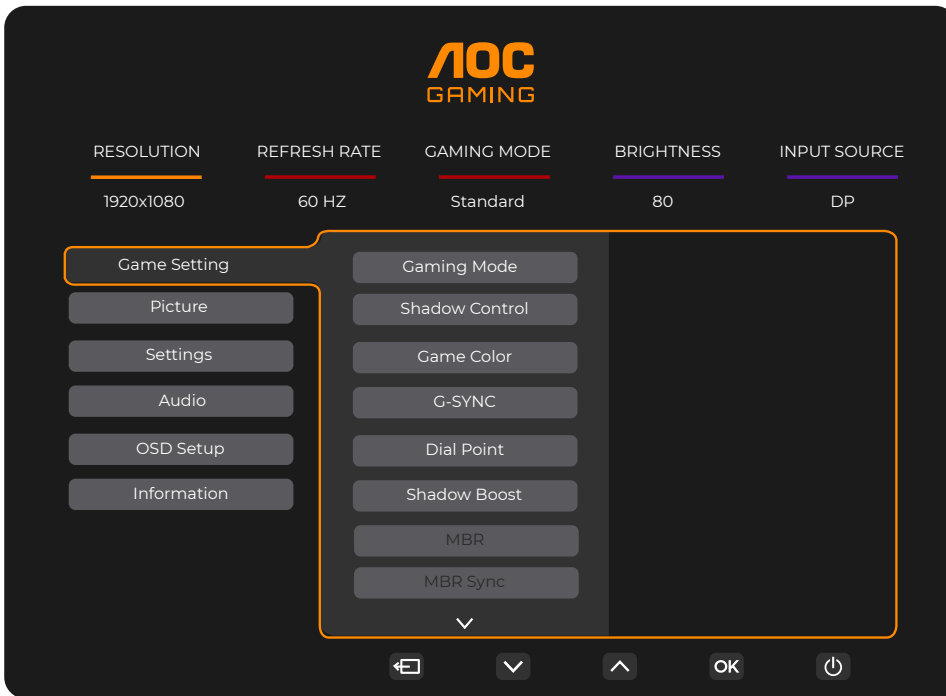 AOC
GAMING
RESOLUTION REFRESH RATE GAMING MODE BRIGHTNESS INPUT SOURCE
1920x1080 60 HZ Standard 80 DP
Game Setting
Picture
Settings
Audio
OSD Setup
Information
Gaming Mode
Shadow Control
Game Color
G-SYNC
Dial Point
Shadow Boost
MBR
MBR Sync
OK